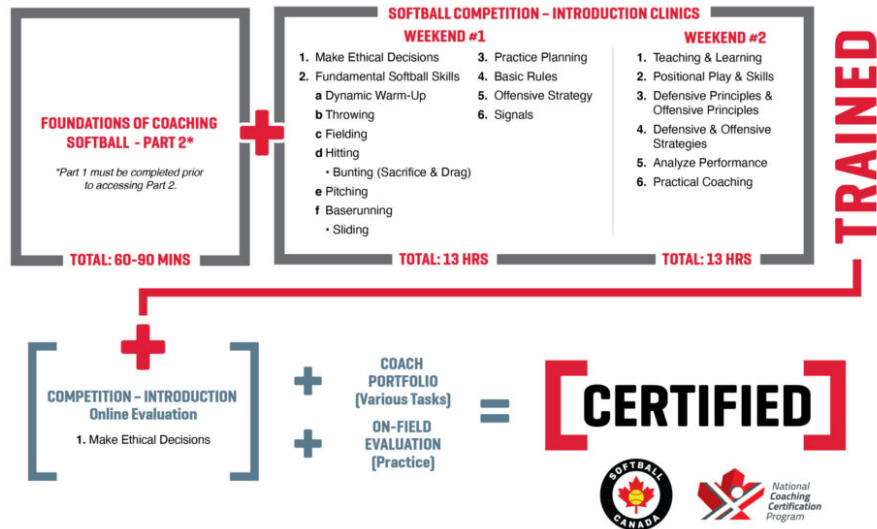 SOFTBALL COMPETITION – INTRODUCTION CLINICS
FOUNDATIONS OF COACHING
SOFTBALL - PART 2*
*Part 1 must be completed prior
to accessing Part 2.
TOTAL: 60-90 MINS
WEEKEND #1
1. Make Ethical Decisions
2. Fundamental Softball Skills
a Dynamic Warm-Up
b Throwing
c Fielding
d Hitting
• Bunting (Sacrifice & Drag)
e Pitching
f Baserunning
• Sliding
3. Practice Planning
4. Basic Rules
5. Offensive Strategy
6. Signals
TOTAL: 13 HRS
WEEKEND #2
1. Teaching & Learning
2. Positional Play & Skills
3. Defensive Principles &
Offensive Principles
4. Defensive & Offensive
Strategies
5. Analyze Performance
6. Practical Coaching
TOTAL: 13 HRS
TRAINED
COMPETITION – INTRODUCTION
Online Evaluation
1. Make Ethical Decisions
COACH
PORTFOLIO
(Various Tasks)
ON-FIELD
EVALUATION
(Practice)
CERTIFIED
SOFTBALL
CANADA
National
Coaching
Certification
Program